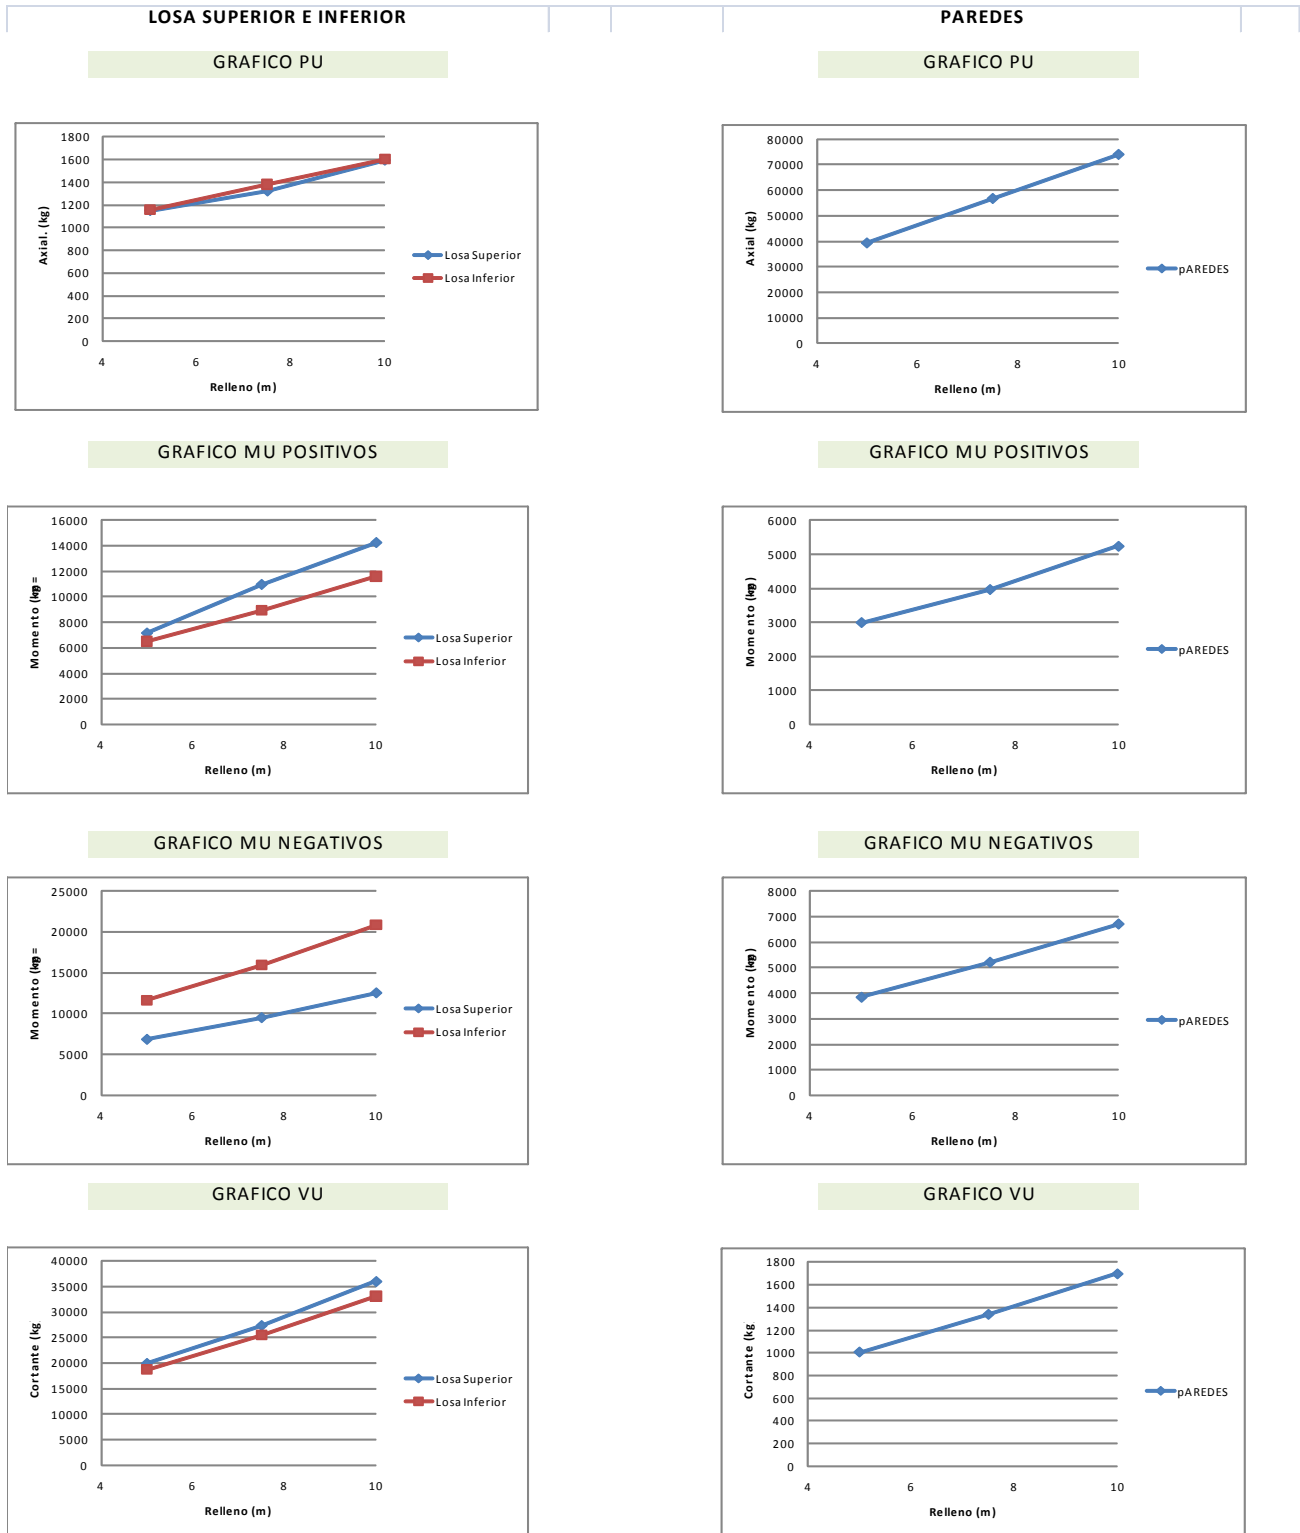 LOSA SUPERIOR E INFERIOR
PAREDES
GRAFICO PU
GRAFICO PU
1800
1600
1400
1200
1000
800
600
400
200
0
4 6 8 10
Axial. (kg)
Relleno (m)
Losa Superior
Losa Inferior
80000
70000
60000
50000
40000
30000
20000
10000
0
4 6 8 10
Axial (kg)
Relleno (m)
pAREDES
GRAFICO MU POSITIVOS
GRAFICO MU POSITIVOS
16000
14000
12000
10000
8000
6000
4000
2000
0
4 6 8 10
Momento
Relleno (m)
Losa Superior
Losa Inferior
6000
5000
4000
3000
2000
1000
0
4 6 8 10
Momento
Relleno (m)
pAREDES
GRAFICO MU NEGATIVOS
GRAFICO MU NEGATIVOS
25000
20000
15000
10000
5000
0
4 6 8 10
Momento
Relleno (m)
Losa Superior
Losa Inferior
8000
7000
6000
5000
4000
3000
2000
1000
0
4 6 8 10
Momento
Relleno (m)
pAREDES
GRAFICO VU
GRAFICO VU
40000
35000
30000
25000
20000
15000
10000
5000
0
4 6 8 10
Cortante (kg
Relleno (m)
Losa Superior
Losa Inferior
1800
1600
1400
1200
1000
800
600
400
200
0
4 6 8 10
Cortante (kg
Relleno (m)
pAREDES